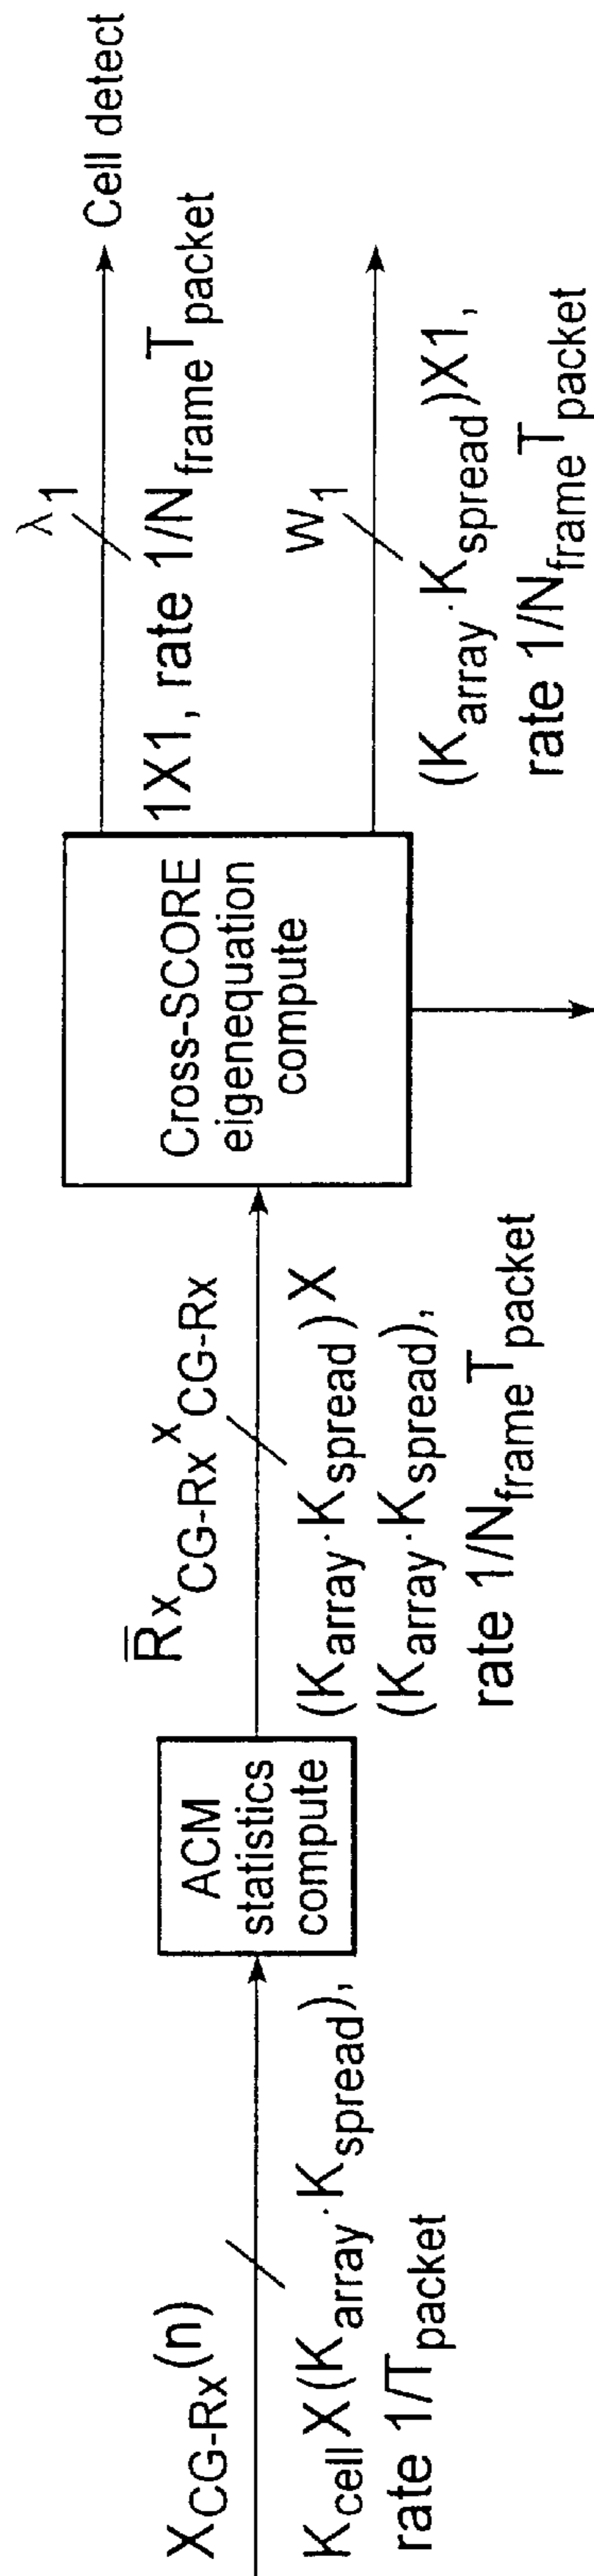 X_CG-Rx(n)
K_cell X (K_array · K_spread),
rate 1/T_packet
ACM
statistics
compute
R̅x_CG-Rx x_CG-Rx
(K_array · K_spread) X
(K_array · K_spread),
rate 1/N_frame T_packet
Cross-SCORE
eigenequation
compute
λ_1
Cell detect
1X1, rate 1/N_frame T_packet
W_1
(K_array · K_spread)X1,
rate 1/N_frame T_packet